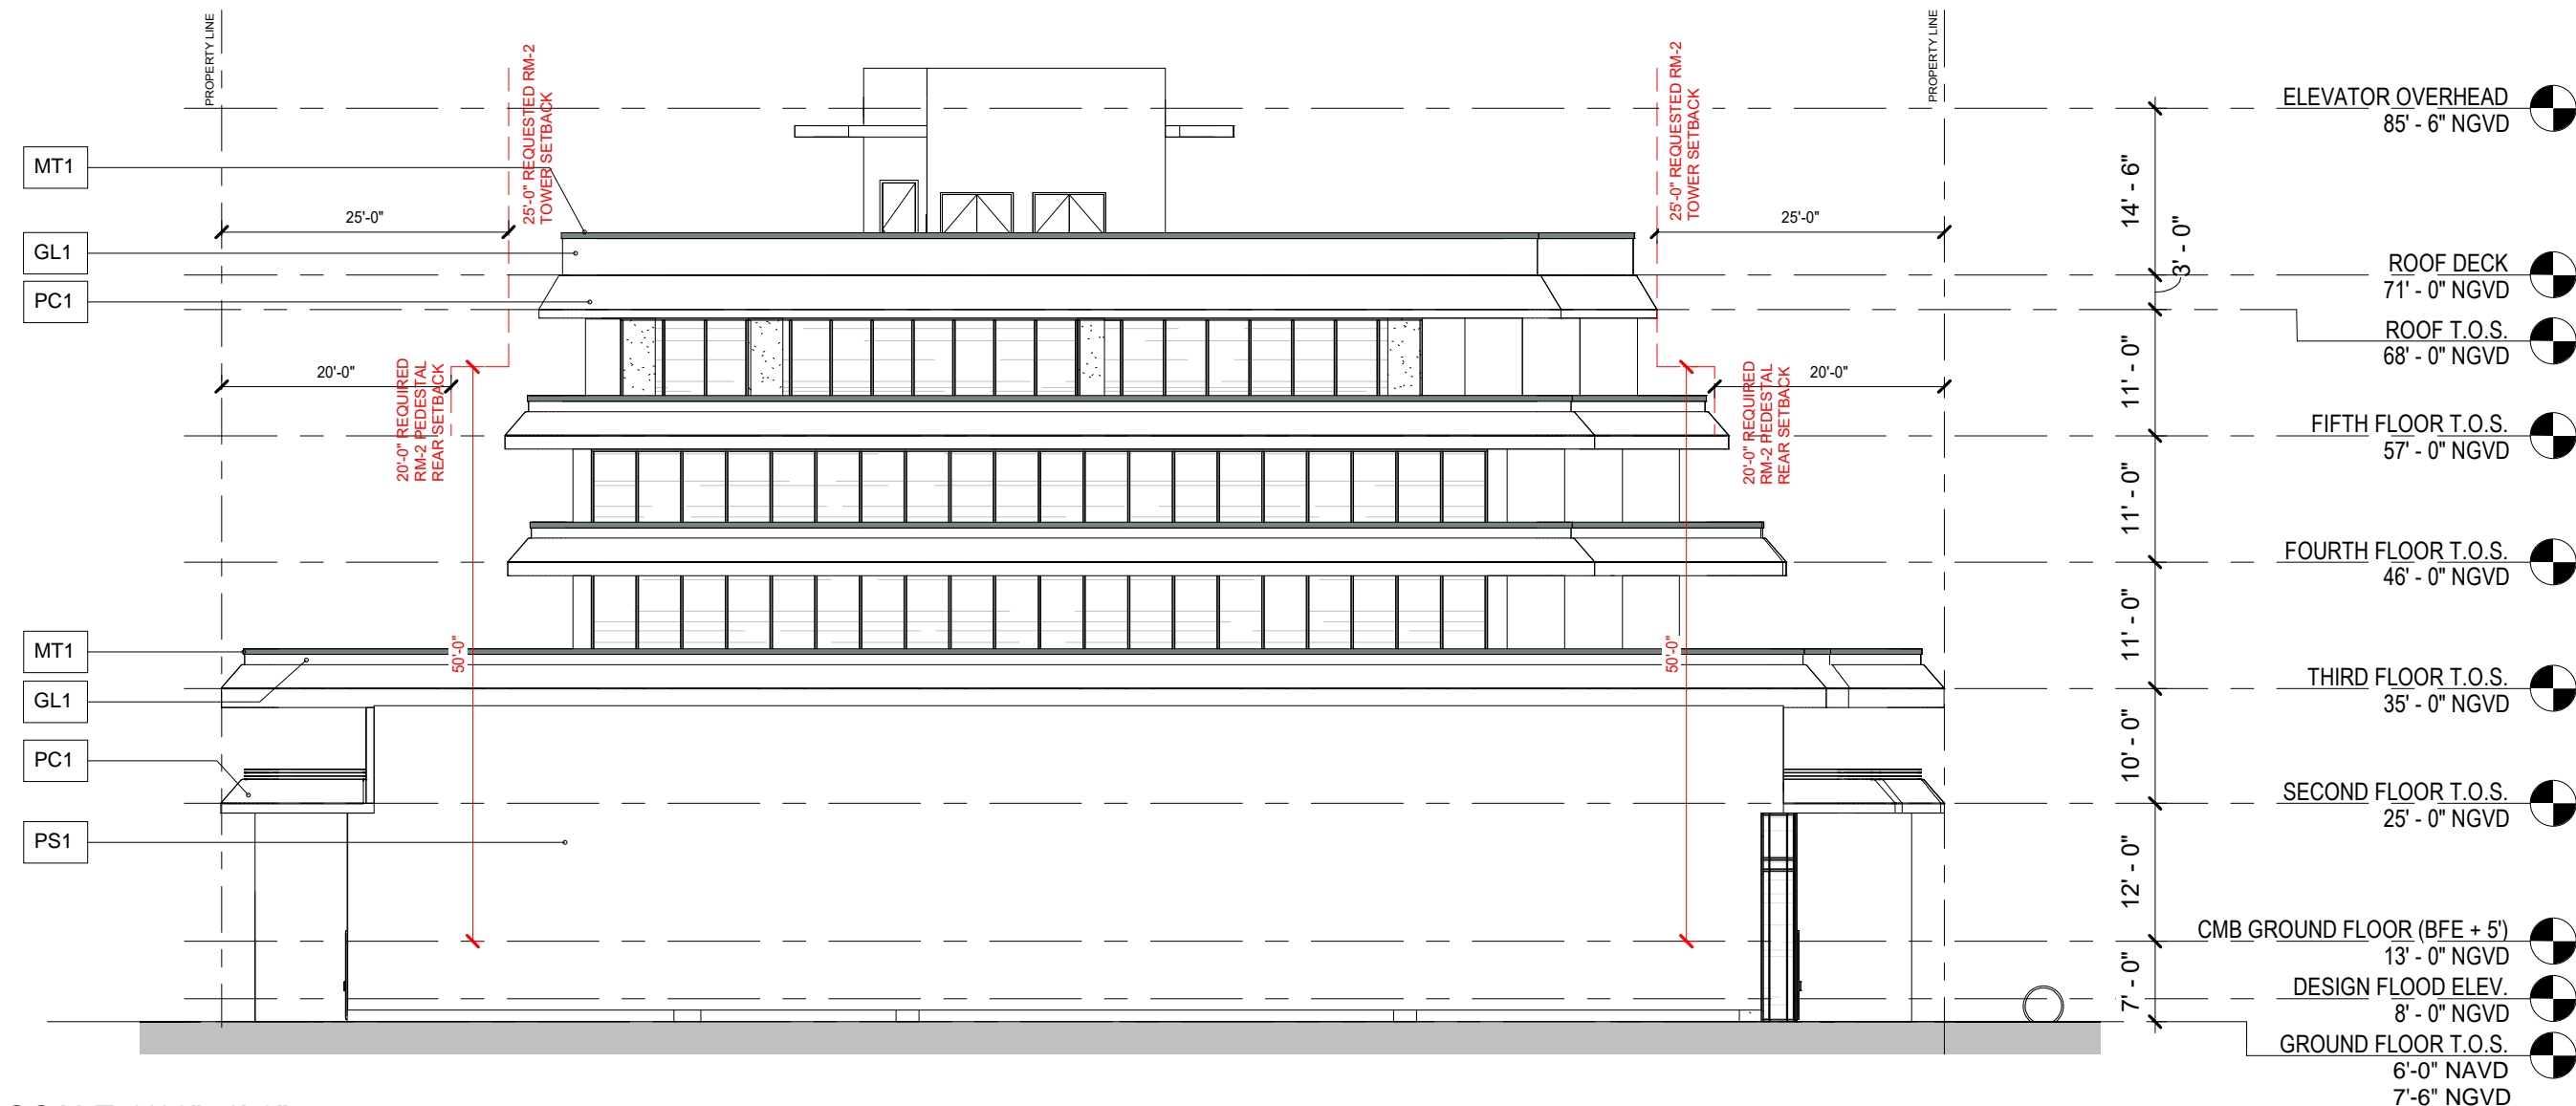 PROPERTY LINE
25'-0" REQUESTED RM-2
TOWER SETBACK
25'-0" REQUESTED RM-2
TOWER SETBACK
PROPERTY LINE
MT1
GL1
PC1
25'-0"
25'-0"
20'-0"
20'-0"
20'-0" REQUIRED
RM-2 PEDESTAL
REAR SETBACK
20'-0" REQUIRED
RM-2 PEDESTAL
REAR SETBACK
50'-0"
50'-0"
MT1
GL1
PC1
PS1
14' - 6"
3' - 0"
11' - 0"
11' - 0"
11' - 0"
10' - 0"
12' - 0"
7' - 0"
ELEVATOR OVERHEAD
85' - 6" NGVD
ROOF DECK
71' - 0" NGVD
ROOF T.O.S.
68' - 0" NGVD
FIFTH FLOOR T.O.S.
57' - 0" NGVD
FOURTH FLOOR T.O.S.
46' - 0" NGVD
THIRD FLOOR T.O.S.
35' - 0" NGVD
SECOND FLOOR T.O.S.
25' - 0" NGVD
CMB GROUND FLOOR (BFE + 5')
13' - 0" NGVD
DESIGN FLOOD ELEV.
8' - 0" NGVD
GROUND FLOOR T.O.S.
6'-0" NAVD
7'-6" NGVD